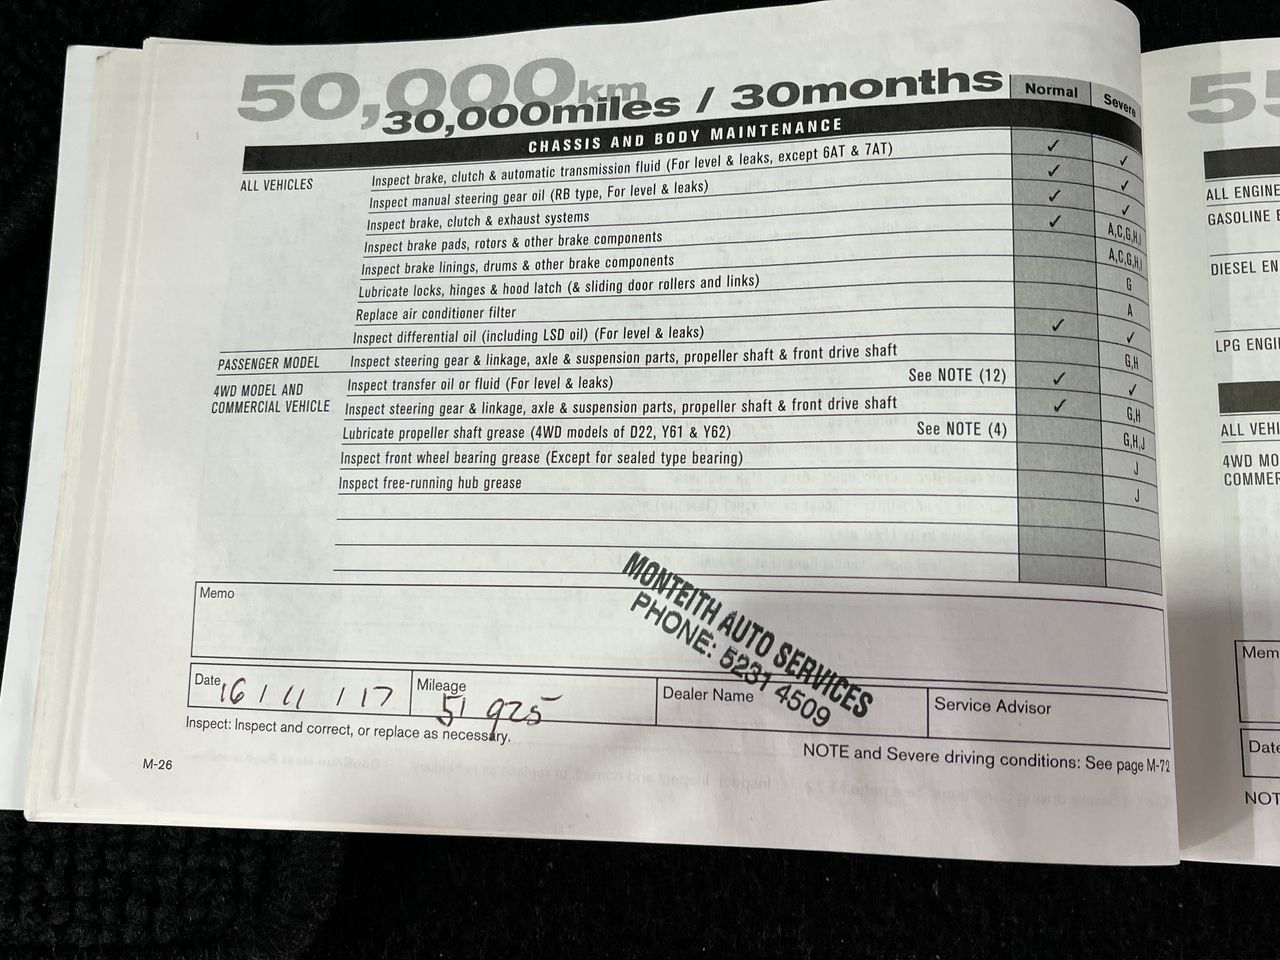 50,000km
30,000miles / 30months
Normal
Severe
CHASSIS AND BODY MAINTENANCE
ALL VEHICLES
Inspect brake, clutch & automatic transmission fluid (For level & leaks, except 6AT & 7AT) ✓ ✓
Inspect manual steering gear oil (RB type, For level & leaks) ✓ ✓
Inspect brake, clutch & exhaust systems ✓ ✓
Inspect brake pads, rotors & other brake components ✓ A,C,G,H,I
Inspect brake linings, drums & other brake components A,C,G,H,I
Lubricate locks, hinges & hood latch (& sliding door rollers and links) G
Replace air conditioner filter A
Inspect differential oil (including LSD oil) (For level & leaks) ✓ ✓
PASSENGER MODEL
Inspect steering gear & linkage, axle & suspension parts, propeller shaft & front drive shaft G,H
4WD MODEL AND
COMMERCIAL VEHICLE
Inspect transfer oil or fluid (For level & leaks) See NOTE (12) ✓ ✓
Inspect steering gear & linkage, axle & suspension parts, propeller shaft & front drive shaft ✓ G,H
Lubricate propeller shaft grease (4WD models of D22, Y61 & Y62) See NOTE (4) G,H,J
Inspect front wheel bearing grease (Except for sealed type bearing) J
Inspect free-running hub grease J
Memo
MONTEITH AUTO SERVICES
PHONE: 5231 4509
Date 16 / 11 / 17
Mileage 51 925
Dealer Name
Service Advisor
Inspect: Inspect and correct, or replace as necessary.
NOTE and Severe driving conditions: See page M-72
M-26
55
ALL ENGINE
GASOLINE E
DIESEL EN
LPG ENGI
ALL VEHI
4WD MO
COMMER
Mem
Date
NOT